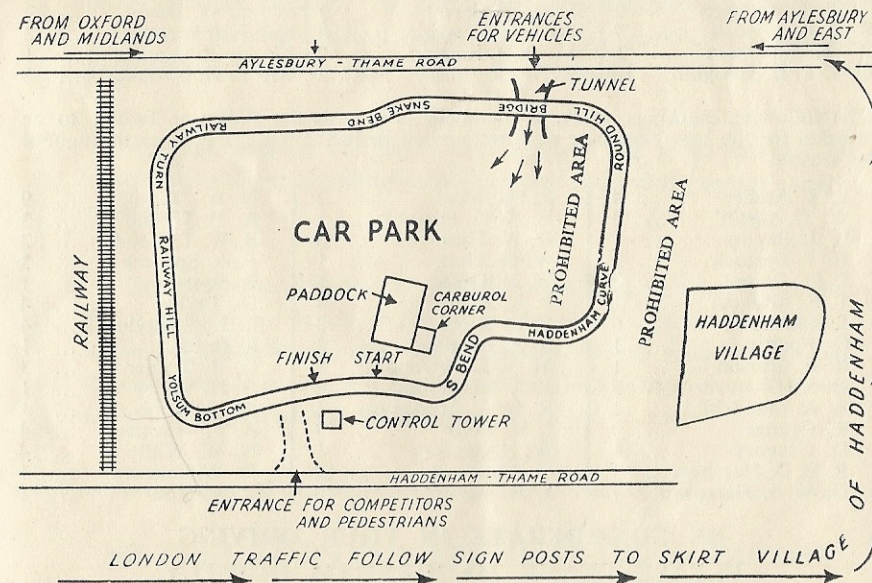 FROM OXFORD
AND MIDLANDS
ENTRANCES
FOR VEHICLES
FROM AYLESBURY
AND EAST
AYLESBURY - THAME ROAD
TUNNEL
RAILWAY TURN
RAILWAY
SNAKE BEND
BRIDGE
ROUND HILL
PROHIBITED AREA
PROHIBITED AREA
CAR PARK
RAILWAY
RAILWAY HILL
PADDOCK
CARBUROL
CORNER
HADDENHAM CURVE
HADDENHAM
VILLAGE
FINISH
START
S BEND
YOLSUM BOTTOM
CONTROL TOWER
HADDENHAM - THAME ROAD
ENTRANCE FOR COMPETITORS
AND PEDESTRIANS
LONDON TRAFFIC FOLLOW SIGN POSTS TO SKIRT VILLAGE
OF HADDENHAM